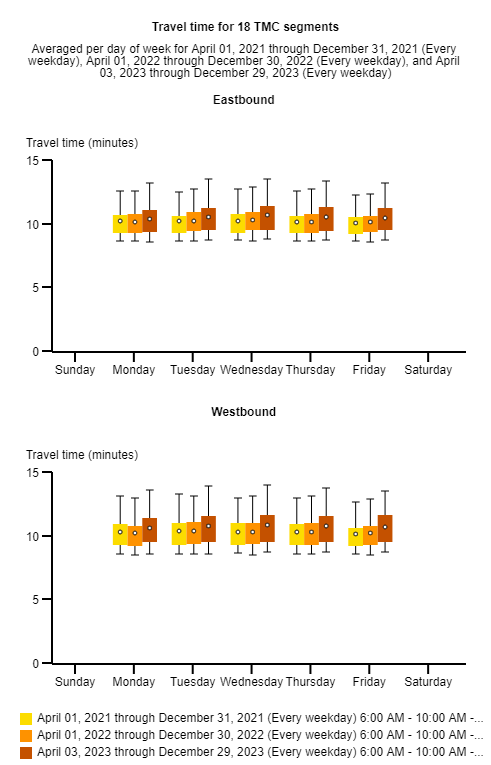 Travel time for 18 TMC segments
Averaged per day of week for April 01, 2021 through December 31, 2021 (Every
weekday), April 01, 2022 through December 30, 2022 (Every weekday), and April
03, 2023 through December 29, 2023 (Every weekday)
Eastbound
Travel time (minutes)
15
10
5
0
Sunday Monday Tuesday Wednesday Thursday Friday Saturday
Westbound
Travel time (minutes)
15
10
5
0
Sunday Monday Tuesday Wednesday Thursday Friday Saturday
April 01, 2021 through December 31, 2021 (Every weekday) 6:00 AM - 10:00 AM -...
April 01, 2022 through December 30, 2022 (Every weekday) 6:00 AM - 10:00 AM -...
April 03, 2023 through December 29, 2023 (Every weekday) 6:00 AM - 10:00 AM -...